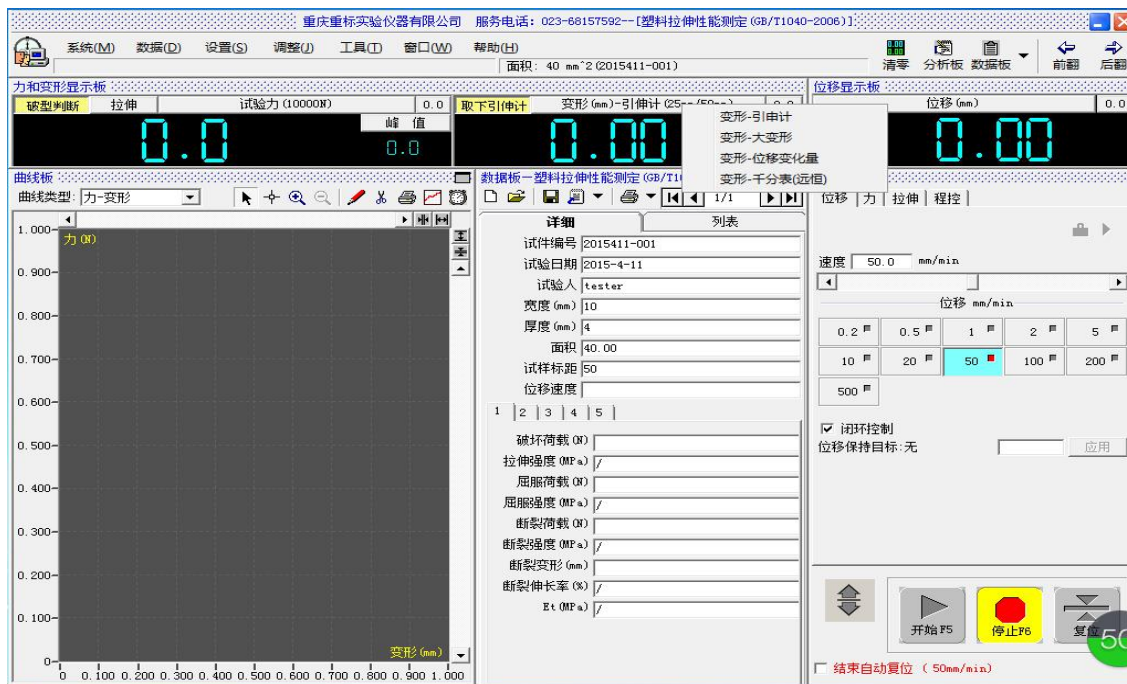 重庆重标实验仪器有限公司 服务电话：023-68157592--[塑料拉伸性能测定(GB/T1040-2006)]
系统(M) 数据(D) 设置(S) 调整(J) 工具(T) 窗口(W) 帮助(H)
清零 分析板 数据板 前翻 后翻
面积: 40 mm^2(2015411-001)
力和变形显示板
位移显示板
破型判断 拉伸 试验力(10000N) 0.0
取下引伸计 变形(mm)-引伸计
位移(mm) 0.0
0.0
峰 值
0.0
0.00
0.00
变形-引申计
变形-大变形
变形-位移变化量
变形-千分表(远恒)
曲线板
曲线类型: 力-变形
力(N)
1.000
0.900
0.800
0.700
0.600
0.500
0.400
0.300
0.200
0.100
0
变形(mm)
0 0.100 0.200 0.300 0.400 0.500 0.600 0.700 0.800 0.900 1.000
数据板—塑料拉伸性能测定(GB/T1
1/1
详细 列表
试件编号 2015411-001
试验日期 2015-4-11
试验人 tester
宽度(mm) 10
厚度(mm) 4
面积 40.00
试样标距 50
位移速度
1 2 3 4 5
破坏荷载(N)
拉伸强度(MPa) /
屈服荷载(N)
屈服强度(MPa) /
断裂荷载(N)
断裂强度(MPa) /
断裂变形(mm)
断裂伸长率(%) /
Et(MPa) /
位移 力 拉伸 程控
速度 50.0 mm/min
位移 mm/min
0.2 0.5 1 2 5
10 20 50 100 200
500
闭环控制
位移保持目标:无 应用
开始F5 停止F6 复位
50
结束自动复位 ( 50mm/min)